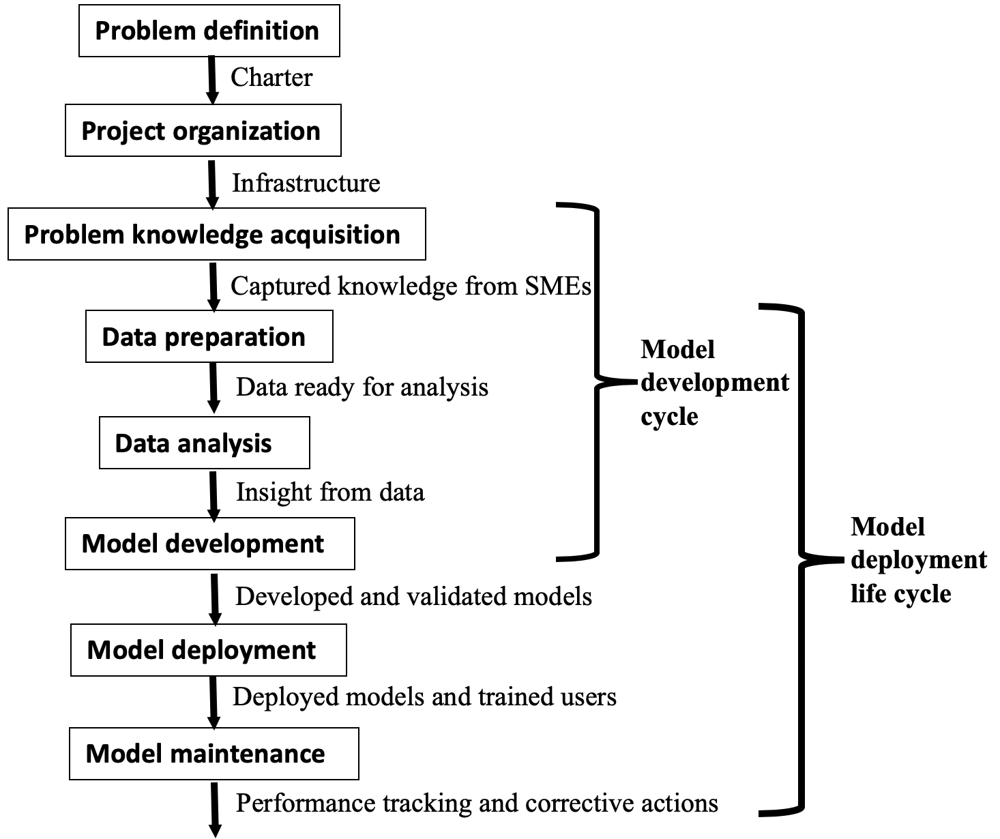 Problem definition
Charter
Project organization
Infrastructure
Problem knowledge acquisition
Captured knowledge from SMEs
Data preparation
Data ready for analysis
Data analysis
Insight from data
Model development
Developed and validated models
Model deployment
Deployed models and trained users
Model maintenance
Performance tracking and corrective actions
Model
development
cycle
Model
deployment
life cycle